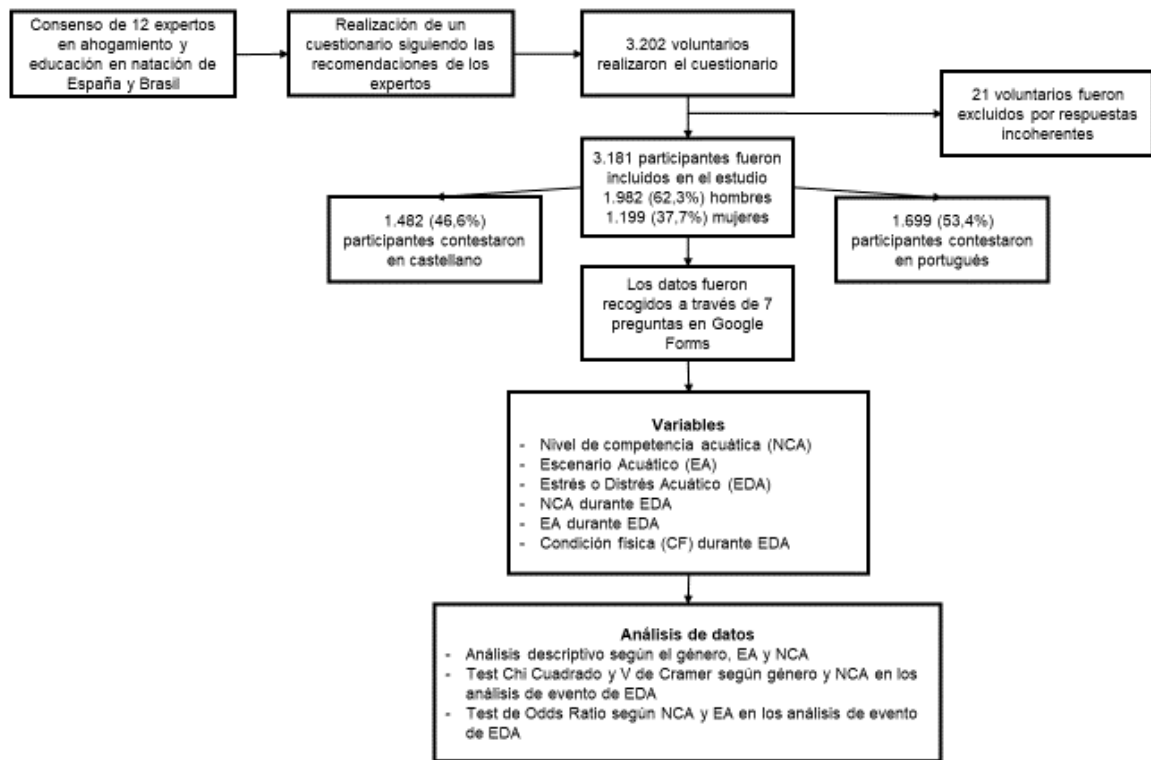 Consenso de 12 expertos
en ahogamiento y
educación en natación de
España y Brasil
Realización de un
cuestionario siguiendo las
recomendaciones de los
expertos
3.202 voluntarios
realizaron el cuestionario
21 voluntarios fueron
excluidos por respuestas
incoherentes
3.181 participantes fueron
incluidos en el estudio
1.982 (62,3%) hombres
1.199 (37,7%) mujeres
1.482 (46,6%)
participantes contestaron
en castellano
1.699 (53,4%)
participantes contestaron
en portugués
Los datos fueron
recogidos a través de 7
preguntas en Google
Forms
Variables
- Nivel de competencia acuática (NCA)
- Escenario Acuático (EA)
- Estrés o Distrés Acuático (EDA)
- NCA durante EDA
- EA durante EDA
- Condición física (CF) durante EDA
Análisis de datos
- Análisis descriptivo según el género, EA y NCA
- Test Chi Cuadrado y V de Cramer según género y NCA en los
análisis de evento de EDA
- Test de Odds Ratio según NCA y EA en los análisis de evento
de EDA